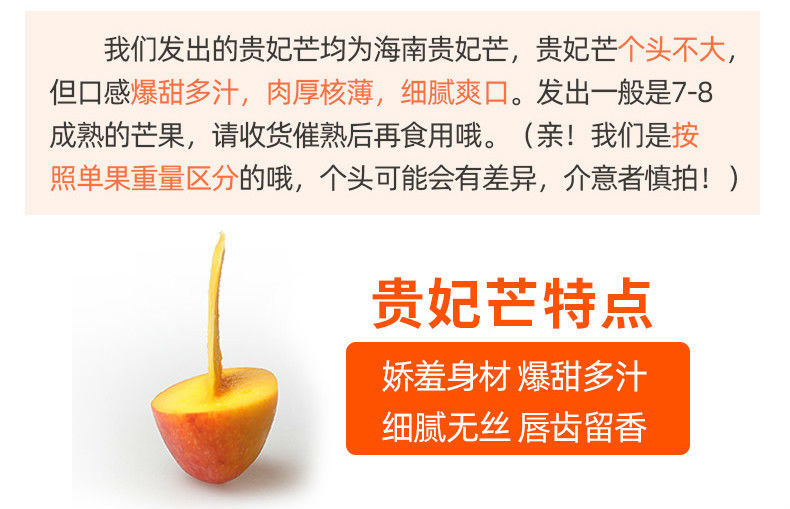 我们发出的贵妃芒均为海南贵妃芒，贵妃芒个头不大，
但口感爆甜多汁，肉厚核薄，细腻爽口。发出一般是7-8
成熟的芒果，请收货催熟后再食用哦。（亲！我们是按
照单果重量区分的哦，个头可能会有差异，介意者慎拍！）
贵妃芒特点
娇羞身材 爆甜多汁
细腻无丝 唇齿留香